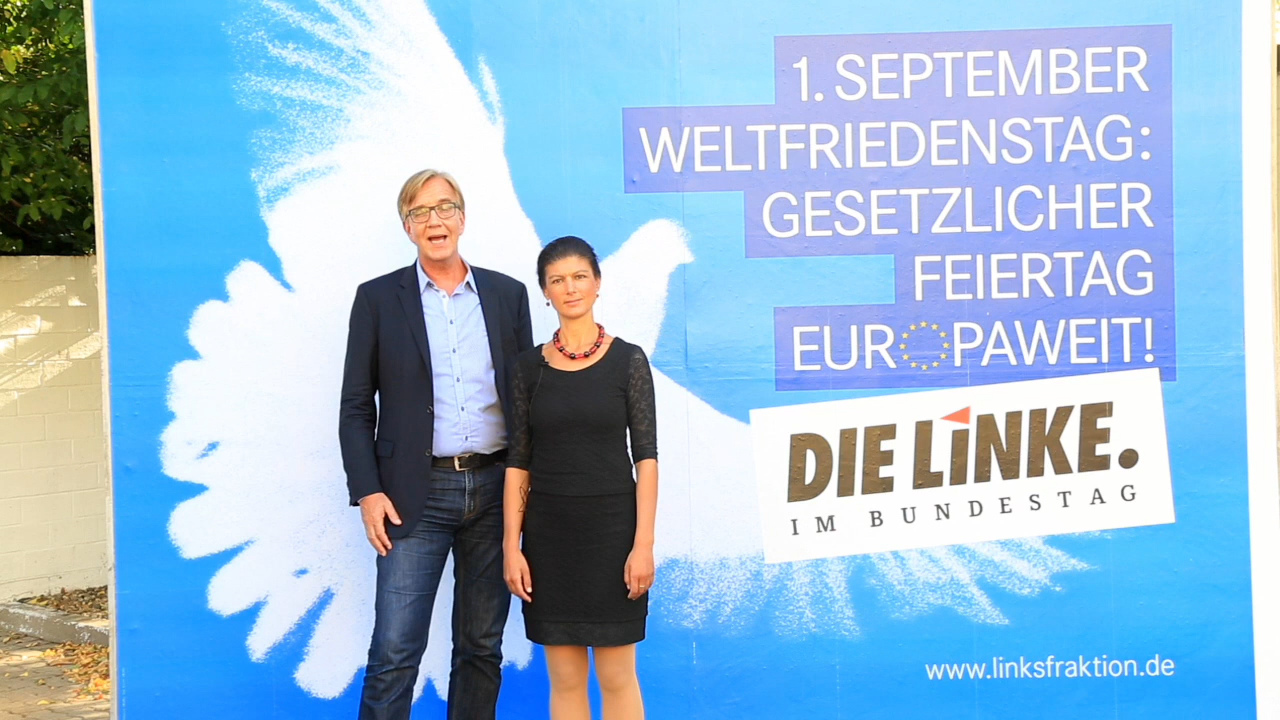 1. SEPTEMBER
WELTFRIEDENSTAG:
GESETZLICHER
FEIERTAG
EUROPAWEIT!
DIE LINKE.
IM BUNDESTAG
www.linksfraktion.de